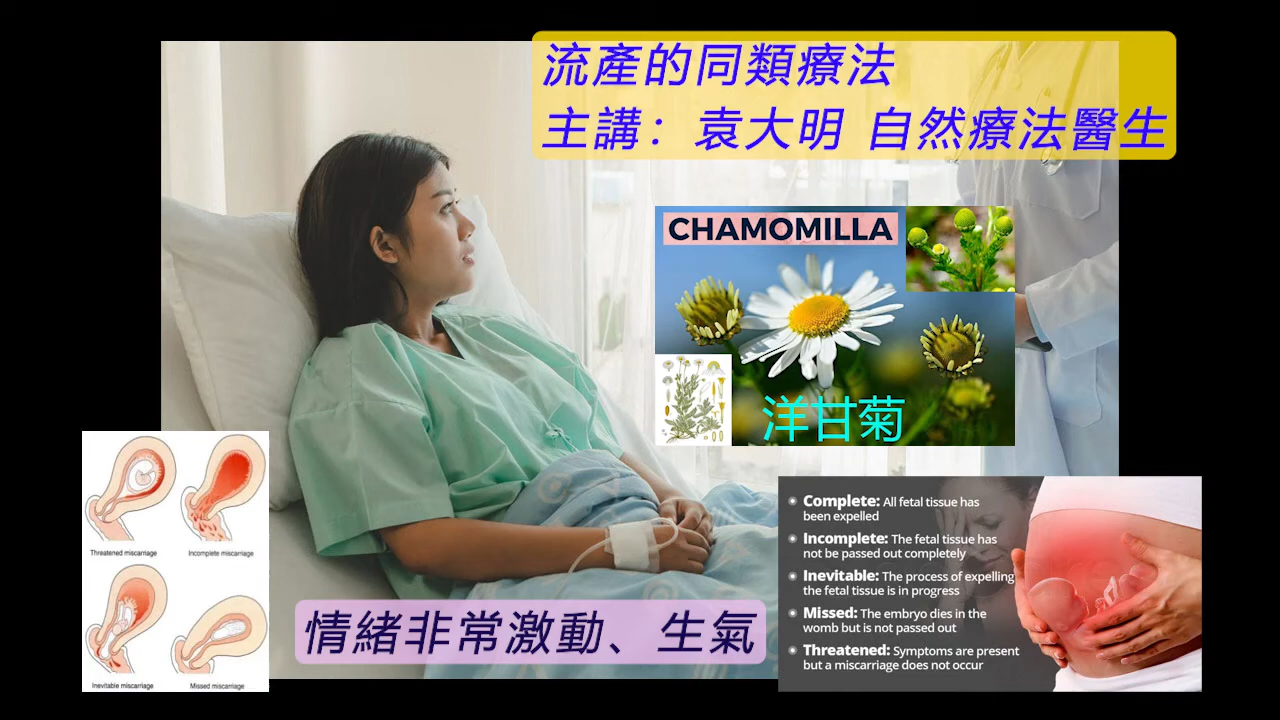 流產的同類療法
主講：袁大明 自然療法醫生
CHAMOMILLA
洋甘菊
Threatened miscarriage
Incomplete miscarriage
Inevitable miscarriage
Missed miscarriage
情緒非常激動、生氣
Complete: All fetal tissue has
been expelled
Incomplete: The fetal tissue has
not be passed out completely
Inevitable: The process of expelling
the fetal tissue is in progress
Missed: The embryo dies in the
womb but is not passed out
Threatened: Symptoms are present
but a miscarriage does not occur